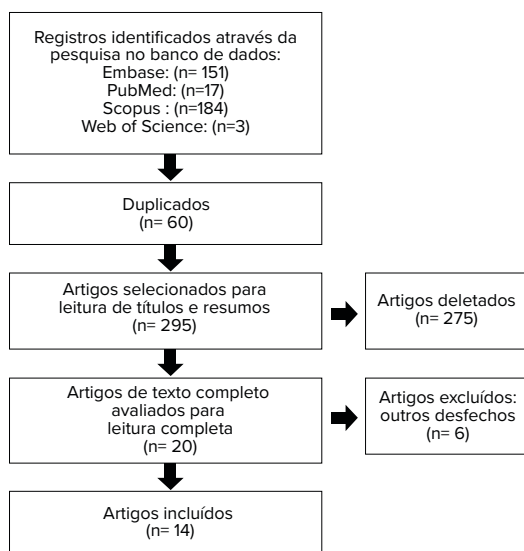 Registros identificados através da
pesquisa no banco de dados:
Embase: (n= 151)
PubMed: (n=17)
Scopus : (n=184)
Web of Science: (n=3)
Duplicados
(n= 60)
Artigos selecionados para
leitura de títulos e resumos
(n = 295)
Artigos deletados
(n= 275)
Artigos de texto completo
avaliados para
leitura completa
(n= 20)
Artigos excluídos:
outros desfechos
(n= 6)
Artigos incluídos
(n= 14)